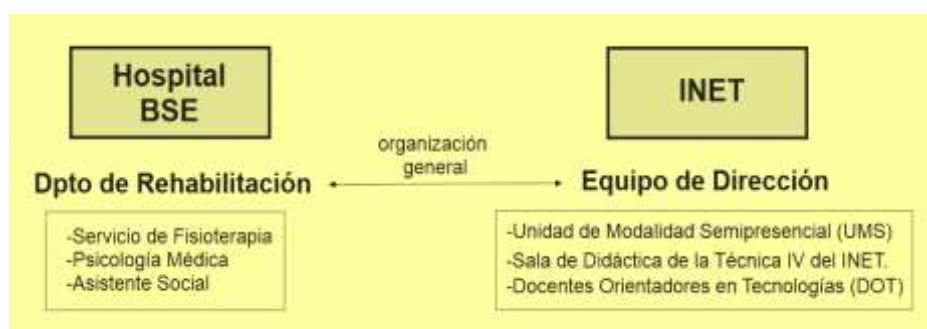 Hospital
BSE
INET
organización
general
Dpto de Rehabilitación
Equipo de Dirección
-Servicio de Fisioterapia
-Psicología Médica
-Asistente Social
-Unidad de Modalidad Semipresencial (UMS)
-Sala de Didáctica de la Técnica IV del INET.
-Docentes Orientadores en Tecnologías (DOT)